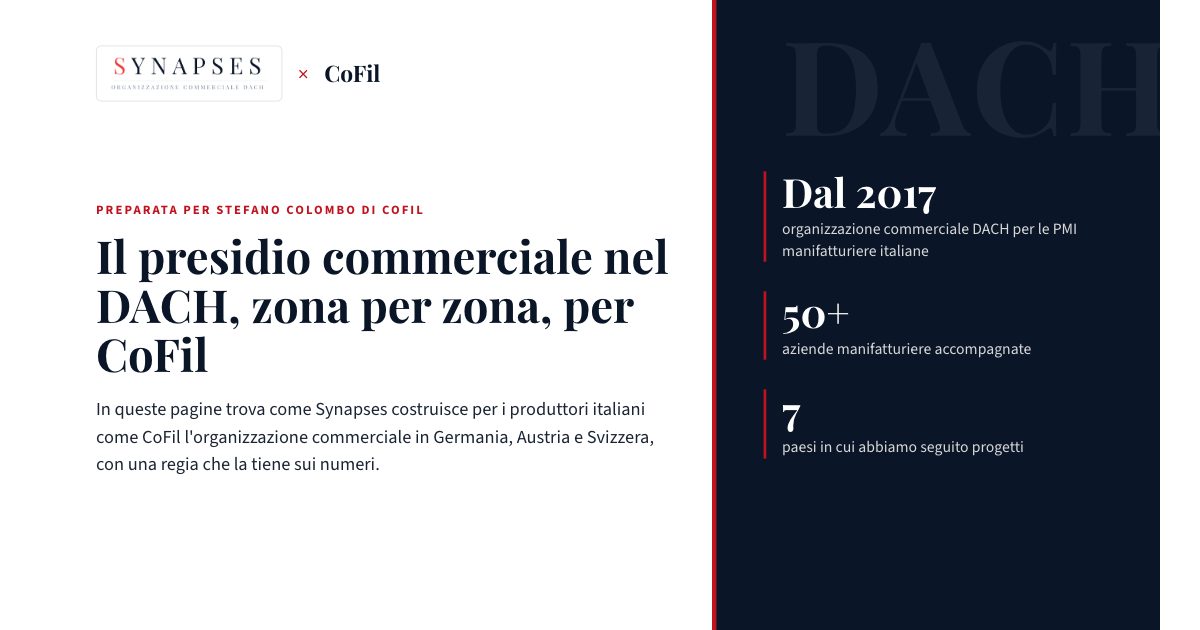 SYNAPSES
ORGANIZZAZIONE COMMERCIALE DACH
× CoFil
PREPARATA PER STEFANO COLOMBO DI COFIL
Il presidio commerciale nel
DACH, zona per zona, per
CoFil
In queste pagine trova come Synapses costruisce per i produttori italiani
come CoFil l'organizzazione commerciale in Germania, Austria e Svizzera,
con una regia che la tiene sui numeri.
DACH
Dal 2017
organizzazione commerciale DACH per le PMI
manifatturiere italiane
50+
aziende manifatturiere accompagnate
7
paesi in cui abbiamo seguito progetti